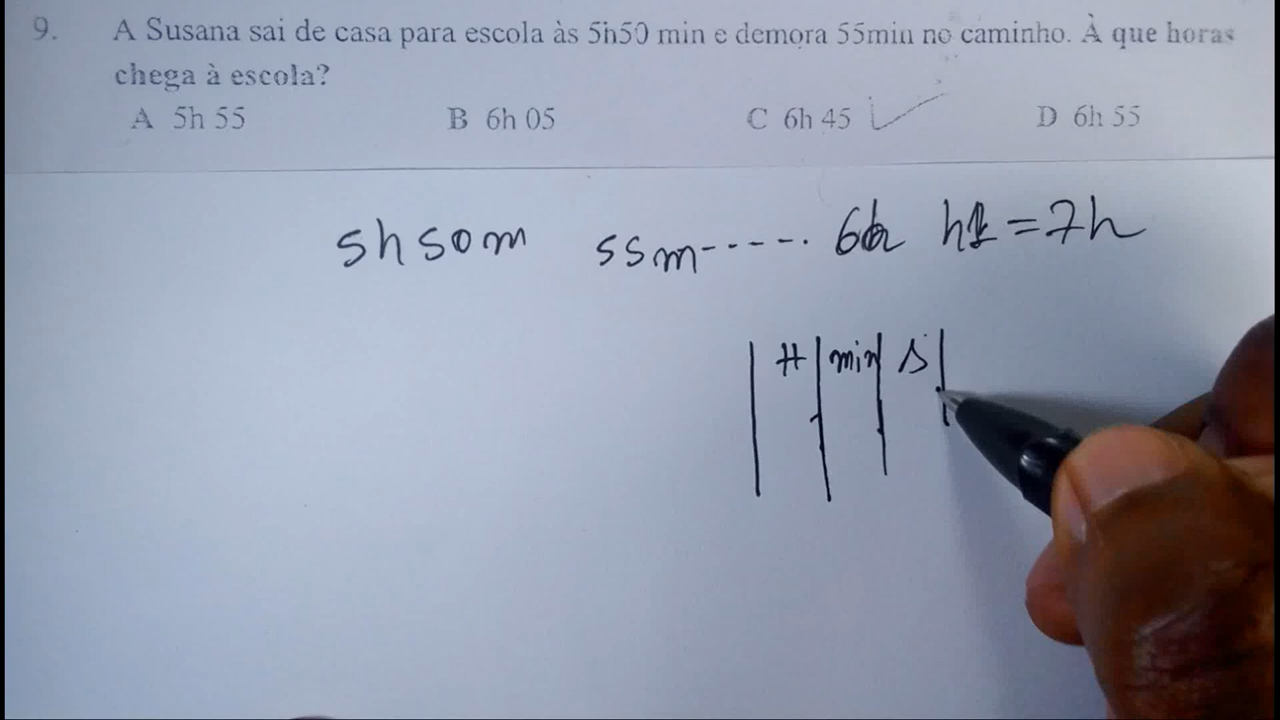 9. A Susana sai de casa para escola às 5h50 min e demora 55min no caminho. À que horas
chega à escola?
A 5h 55 B 6h 05 C 6h 45 D 6h 55
5h50m 55m-----. h1=7h
H min s